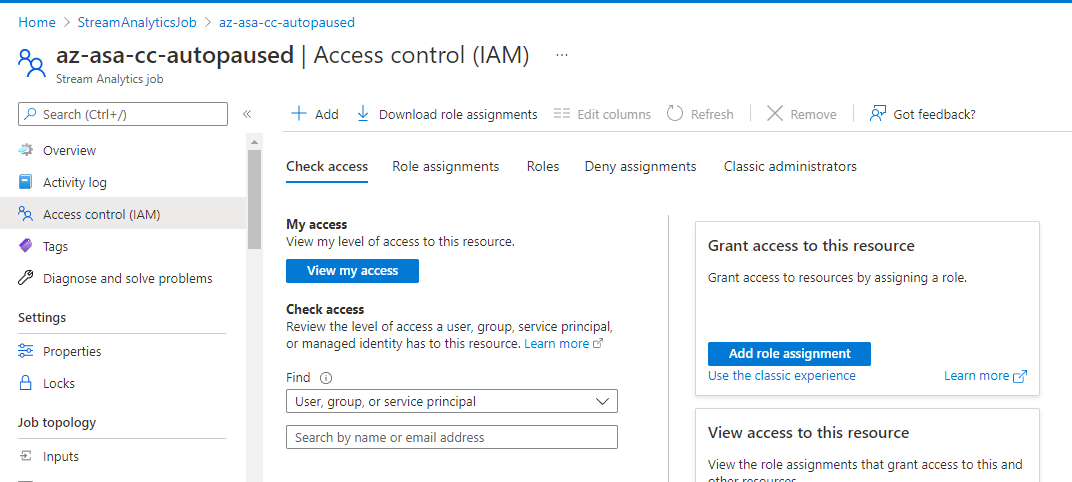 Home > StreamAnalyticsJob > az-asa-cc-autopaused
az-asa-cc-autopaused | Access control (IAM) ...
Stream Analytics job
Search (Ctrl+/) «
Overview
Activity log
Access control (IAM)
Tags
Diagnose and solve problems
Settings
Properties
Locks
Job topology
Inputs
Add Download role assignments Edit columns Refresh Remove Got feedback?
Check access Role assignments Roles Deny assignments Classic administrators
My access
View my level of access to this resource.
View my access
Check access
Review the level of access a user, group, service principal,
or managed identity has to this resource. Learn more
Find
User, group, or service principal
Search by name or email address
Grant access to this resource
Grant access to resources by assigning a role.
Add role assignment
Use the classic experience Learn more
View access to this resource
View the role assignments that grant access to this and
other resources.